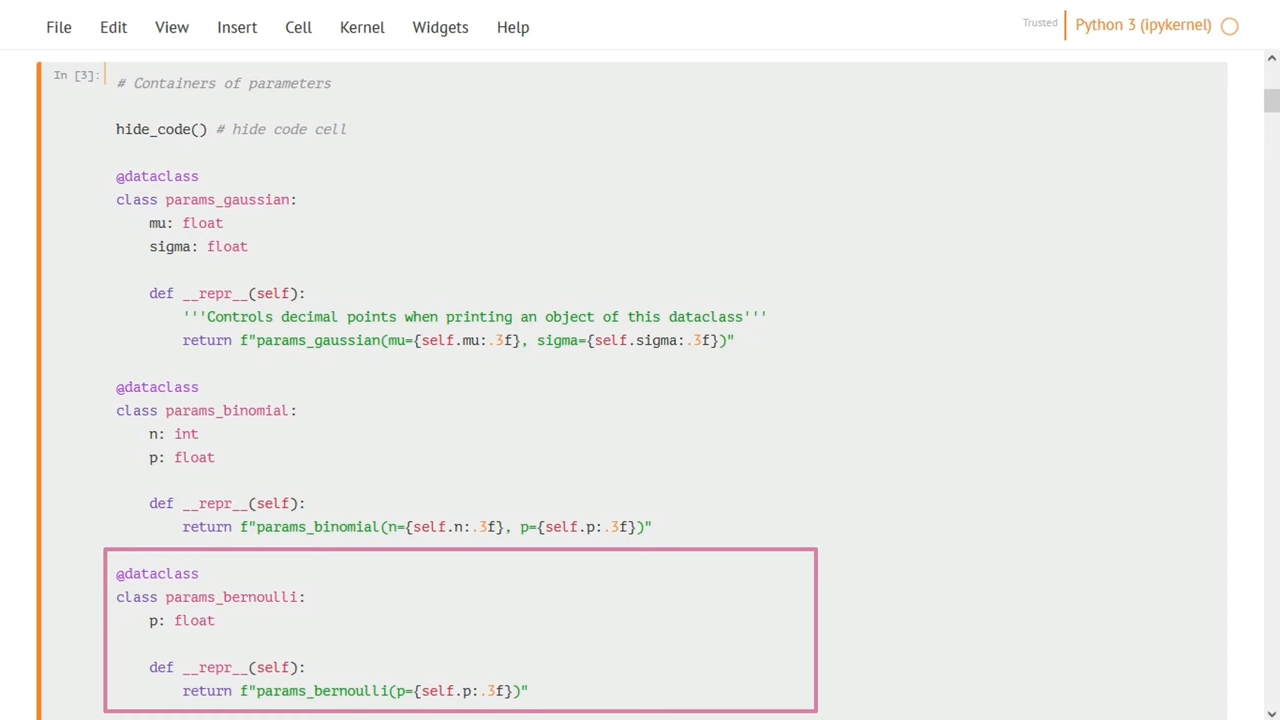 File Edit View Insert Cell Kernel Widgets Help Trusted Python 3 (ipykernel)
In [3]:
# Containers of parameters
hide_code() # hide code cell
@dataclass
class params_gaussian:
    mu: float
    sigma: float
    def __repr__(self):
        '''Controls decimal points when printing an object of this dataclass'''
        return f"params_gaussian(mu={self.mu:.3f}, sigma={self.sigma:.3f})"
@dataclass
class params_binomial:
    n: int
    p: float
    def __repr__(self):
        return f"params_binomial(n={self.n:.3f}, p={self.p:.3f})"
@dataclass
class params_bernoulli:
    p: float
    def __repr__(self):
        return f"params_bernoulli(p={self.p:.3f})"